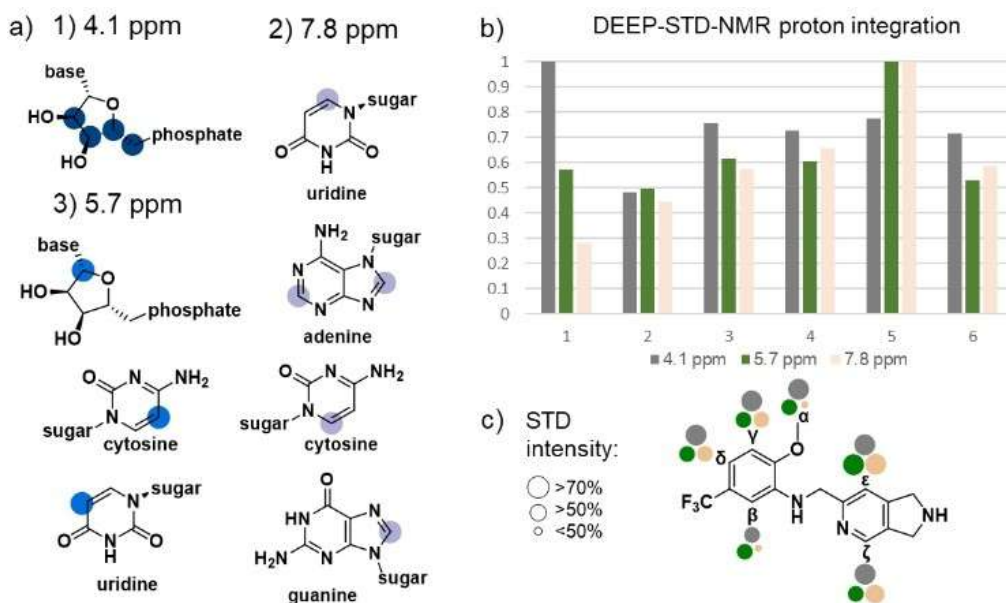 a) 1) 4.1 ppm
base
O
HO
HO
phosphate
2) 7.8 ppm
sugar
N
O
N
H
O
uridine
3) 5.7 ppm
Base
O
HO
HO
phosphate
NH₂
sugar
N
N
N
N
adenine
O
N
NH₂
N
sugar
cytosine
O
N
NH₂
N
sugar
cytosine
sugar
N
O
NH
O
uridine
O
HN
N
H₂N
N
N
sugar
guanine
b) DEEP-STD-NMR proton integration
1
0.9
0.8
0.7
0.6
0.5
0.4
0.3
0.2
0.1
0
1 2 3 4 5 6
4.1 ppm 5.7 ppm 7.8 ppm
c) STD
intensity:
>70%
>50%
<50%
α
γ
δ
O
ε
F₃C
N
H
β
N
NH
ζ